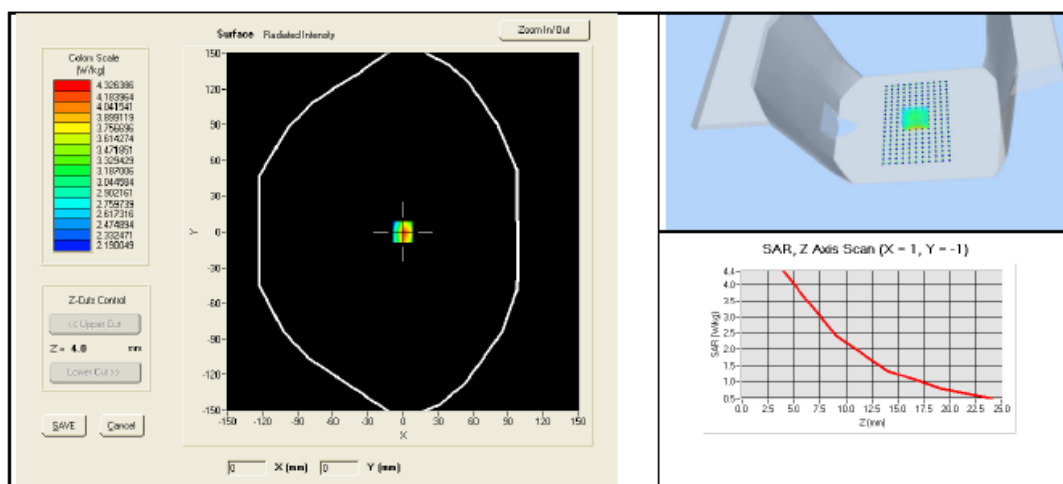 Surface Radiated Intensity
Zoom In/Out
Colors Scale
(W/kg)
4.326386
4.183964
4.041541
3.899119
3.756696
3.614274
3.471851
3.329429
3.187006
3.044584
2.902161
2.759739
2.617316
2.474894
2.332471
2.190049
Z-Cuts Control
<< Upper Cut
Z = 4.0 mm
Lower Cut >>
SAVE Cancel
150
120
90
60
30
0
-30
-60
-90
-120
-150
Y
-150 -120 -90 -60 -30 0 30 60 90 120 150
X
0 X (mm) 0 Y (mm)
SAR, Z Axis Scan (X = 1, Y = -1)
SAR (W/kg)
4.4
4.0
3.5
3.0
2.5
2.0
1.5
1.0
0.5
0.0 2.5 5.0 7.5 10.0 12.5 15.0 17.5 20.0 22.5 25.0
Z (mm)